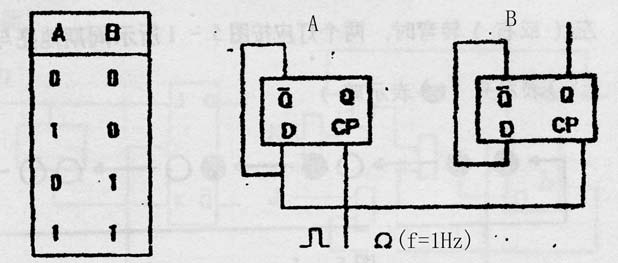 A B
A B
0 0
1 0
0 1
1 1
Q̅ Q
D CP
Q̅ Q
D CP
Ω(f=1Hz)